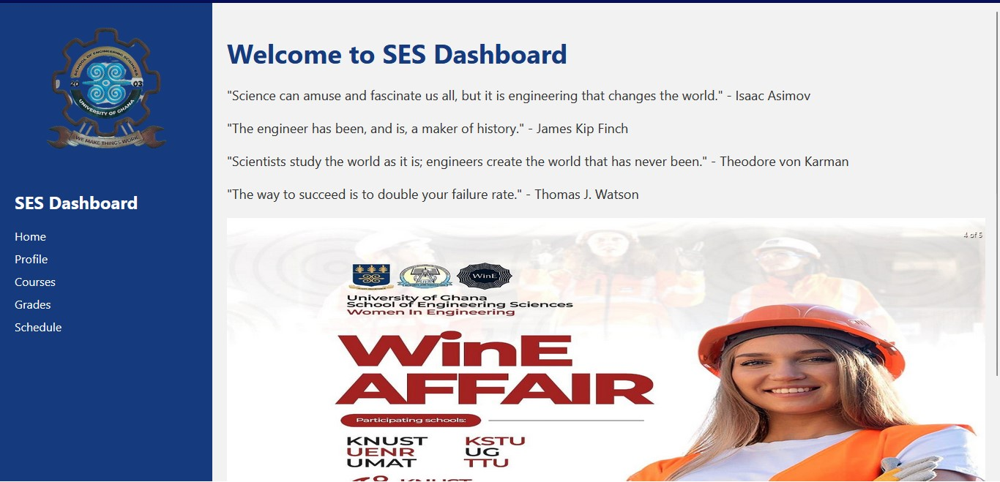 SCHOOL OF ENGINEERING SCIENCES
20 03
UNIVERSITY OF GHANA
WE MAKE THINGS WORK
SES Dashboard
Home
Profile
Courses
Grades
Schedule
Welcome to SES Dashboard
"Science can amuse and fascinate us all, but it is engineering that changes the world." - Isaac Asimov
"The engineer has been, and is, a maker of history." - James Kip Finch
"Scientists study the world as it is; engineers create the world that has never been." - Theodore von Karman
"The way to succeed is to double your failure rate." - Thomas J. Watson
4 of 5
WinE
University of Ghana
School of Engineering Sciences
Women In Engineering
WinE
AFFAIR
Participating schools:
KNUST KSTU
UENR UG
UMAT TTU
KNUST